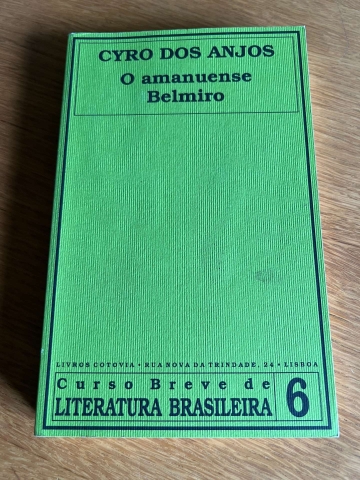 CYRO DOS ANJOS
O amanuense
Belmiro
LIVROS COTOVIA • RUA NOVA DA TRINDADE, 24 • LISBOA
Curso Breve de
LITERATURA BRASILEIRA 6